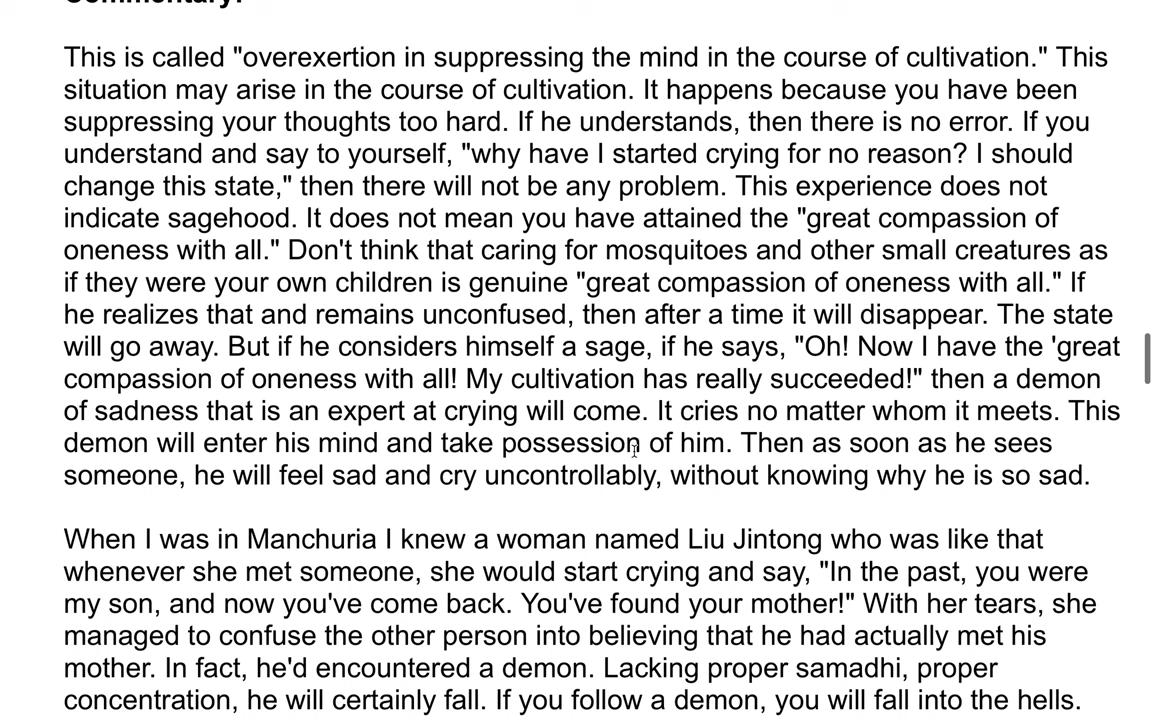 Commentary:
This is called "overexertion in suppressing the mind in the course of cultivation." This
situation may arise in the course of cultivation. It happens because you have been
suppressing your thoughts too hard. If he understands, then there is no error. If you
understand and say to yourself, "why have I started crying for no reason? I should
change this state," then there will not be any problem. This experience does not
indicate sagehood. It does not mean you have attained the "great compassion of
oneness with all." Don't think that caring for mosquitoes and other small creatures as
if they were your own children is genuine "great compassion of oneness with all." If
he realizes that and remains unconfused, then after a time it will disappear. The state
will go away. But if he considers himself a sage, if he says, "Oh! Now I have the 'great
compassion of oneness with all! My cultivation has really succeeded!" then a demon
of sadness that is an expert at crying will come. It cries no matter whom it meets. This
demon will enter his mind and take possession of him. Then as soon as he sees
someone, he will feel sad and cry uncontrollably, without knowing why he is so sad.
When I was in Manchuria I knew a woman named Liu Jintong who was like that
whenever she met someone, she would start crying and say, "In the past, you were
my son, and now you've come back. You've found your mother!" With her tears, she
managed to confuse the other person into believing that he had actually met his
mother. In fact, he'd encountered a demon. Lacking proper samadhi, proper
concentration, he will certainly fall. If you follow a demon, you will fall into the hells.